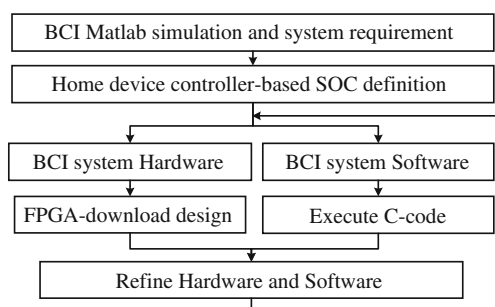 BCI Matlab simulation and system requirement
Home device controller-based SOC definition
BCI system Hardware
BCI system Software
FPGA-download design
Execute C-code
Refine Hardware and Software